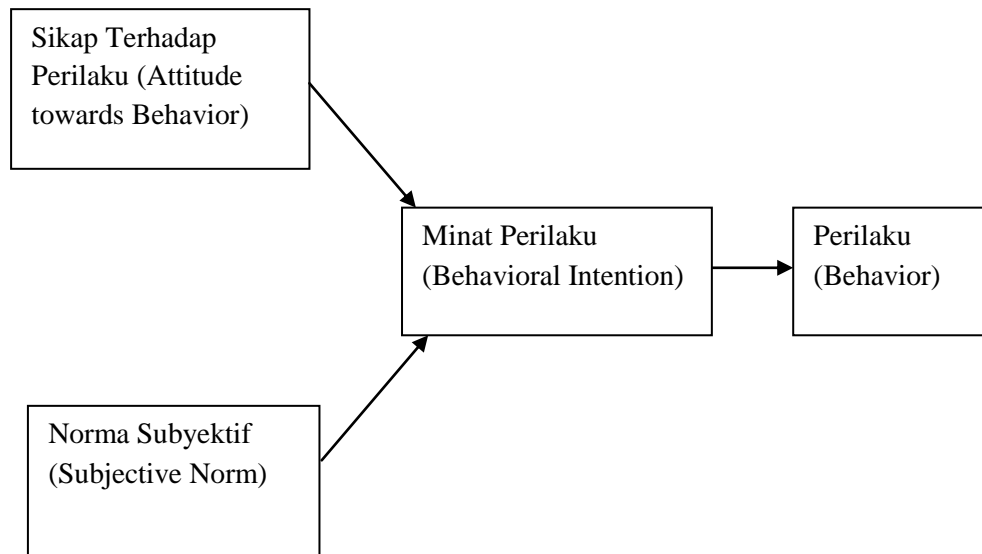 Sikap Terhadap
Perilaku (Attitude
towards Behavior)
Minat Perilaku
(Behavioral Intention)
Perilaku
(Behavior)
Norma Subyektif
(Subjective Norm)